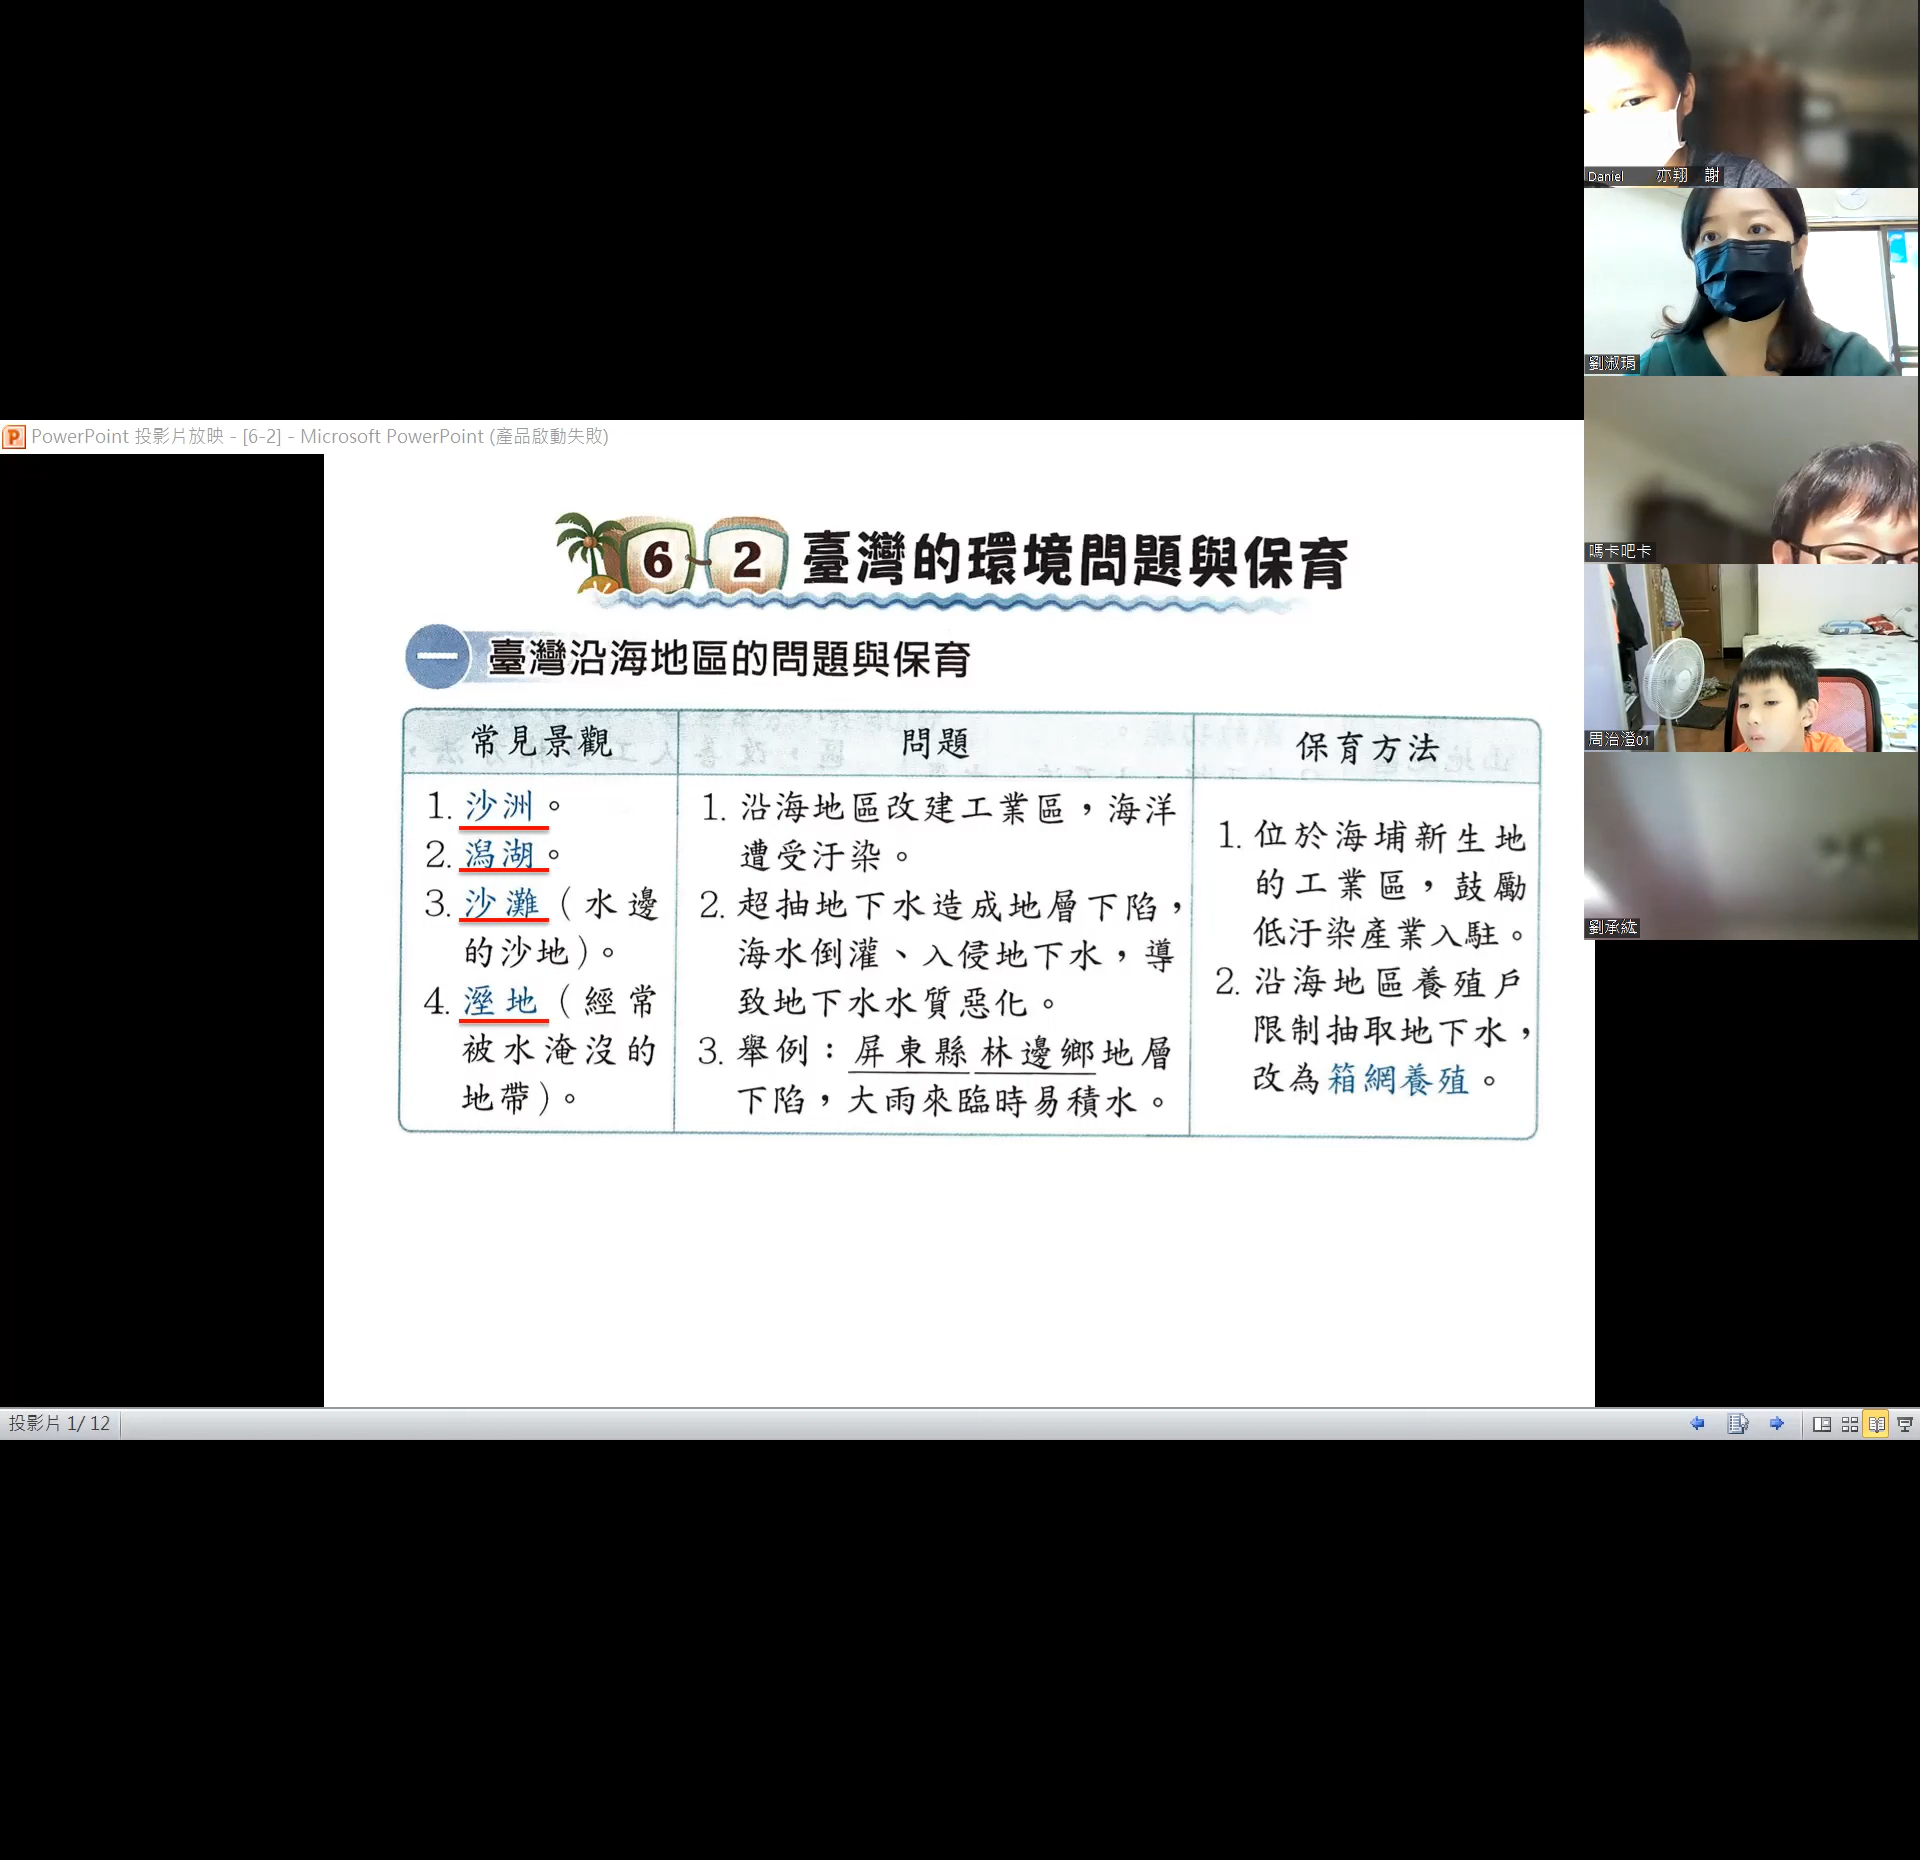 Daniel 亦翔 謝
劉淑琄
嗎卡吧卡
周治澄01
劉承紘
PowerPoint 投影片放映 - [6-2] - Microsoft PowerPoint (產品啟動失敗)
6-2 臺灣的環境問題與保育
一 臺灣沿海地區的問題與保育
常見景觀
1. 沙洲。
2. 潟湖。
3. 沙灘（水邊
的沙地）。
4. 溼地（經常
被水淹沒的
地帶）。
問題
1. 沿海地區改建工業區，海洋
遭受汙染。
2. 超抽地下水造成地層下陷，
海水倒灌、入侵地下水，導
致地下水水質惡化。
3. 舉例：屏東縣林邊鄉地層
下陷，大雨來臨時易積水。
保育方法
1. 位於海埔新生地
的工業區，鼓勵
低汙染產業入駐。
2. 沿海地區養殖戶
限制抽取地下水，
改為箱網養殖。
投影片 1/ 12